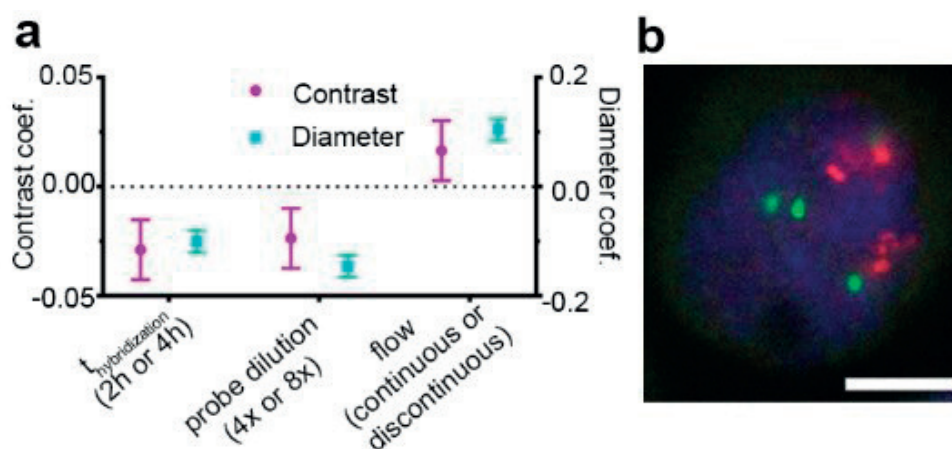 a
b
0.05
0.00
-0.05
Contrast coef.
Contrast
Diameter
0.2
0.0
-0.2
Diameter coef.
t hybridization
(2h or 4h)
probe dilution
(4x or 8x)
flow
(continuous or
discontinuous)